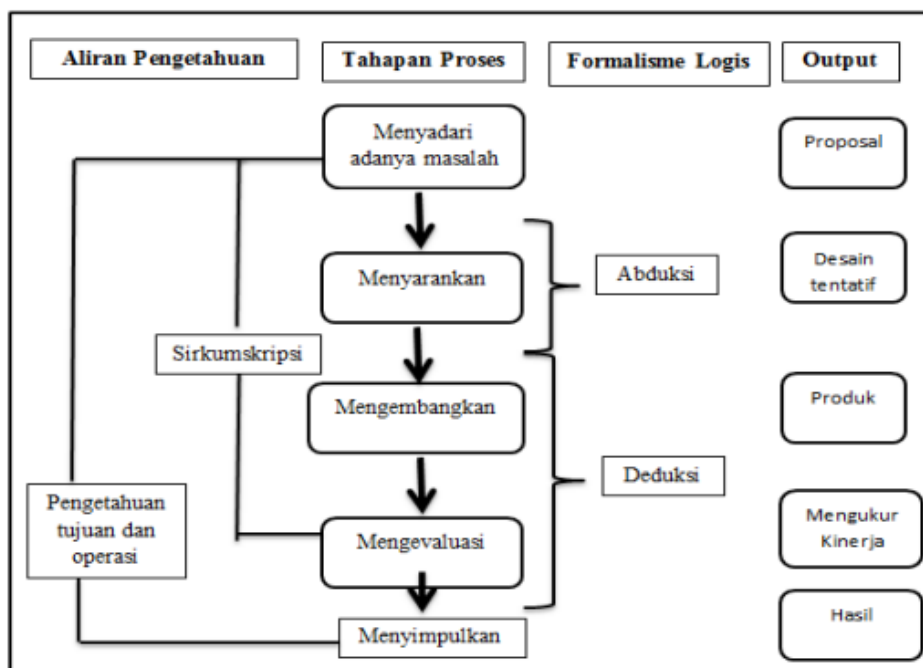 Aliran Pengetahuan
Tahapan Proses
Formalisme Logis
Output
Menyadari
adanya masalah
Proposal
Menyarankan
Abduksi
Desain
tentatif
Sirkumskripsi
Mengembangkan
Produk
Deduksi
Pengetahuan
tujuan dan
operasi
Mengevaluasi
Mengukur
Kinerja
Menyimpulkan
Hasil